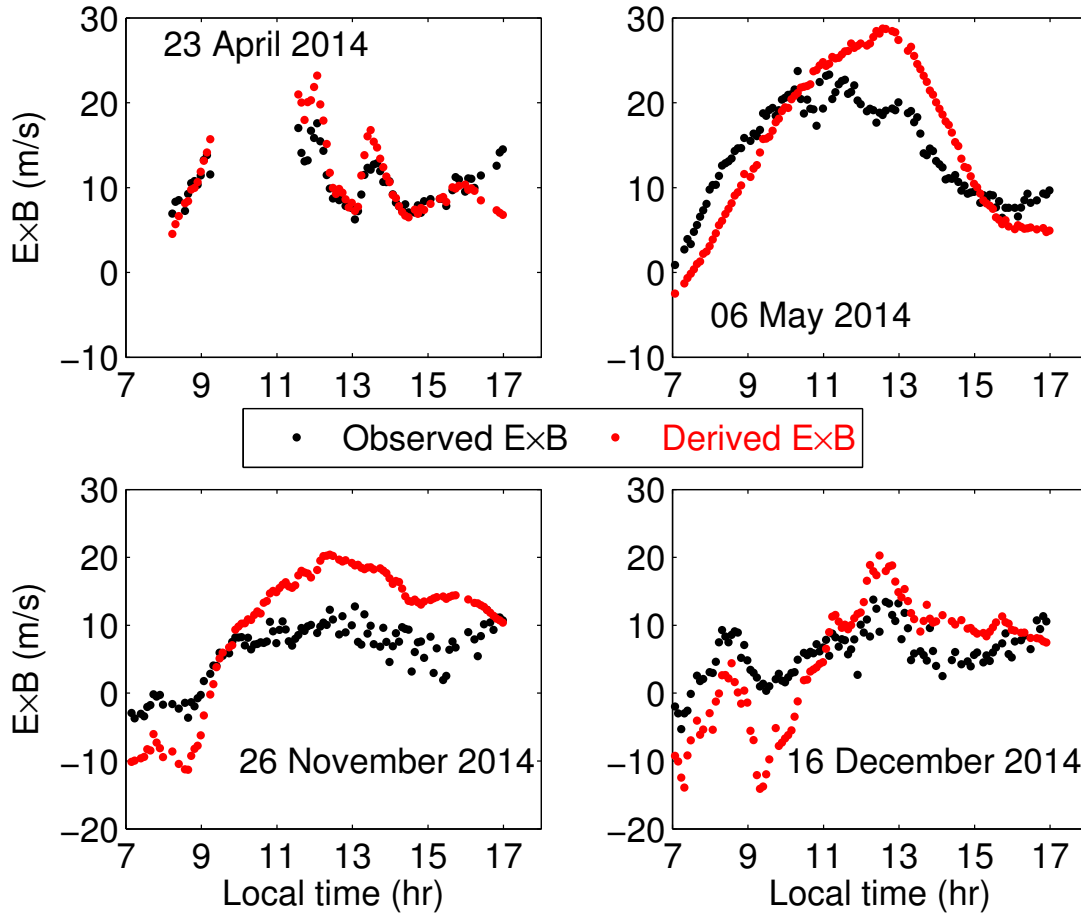 30
20
10
0
−10
E×B (m/s)
23 April 2014
7 9 11 13 15 17
30
20
10
0
−10
06 May 2014
7 9 11 13 15 17
Observed E×B Derived E×B
30
20
10
0
−10
−20
E×B (m/s)
26 November 2014
7 9 11 13 15 17
Local time (hr)
30
20
10
0
−10
−20
16 December 2014
7 9 11 13 15 17
Local time (hr)